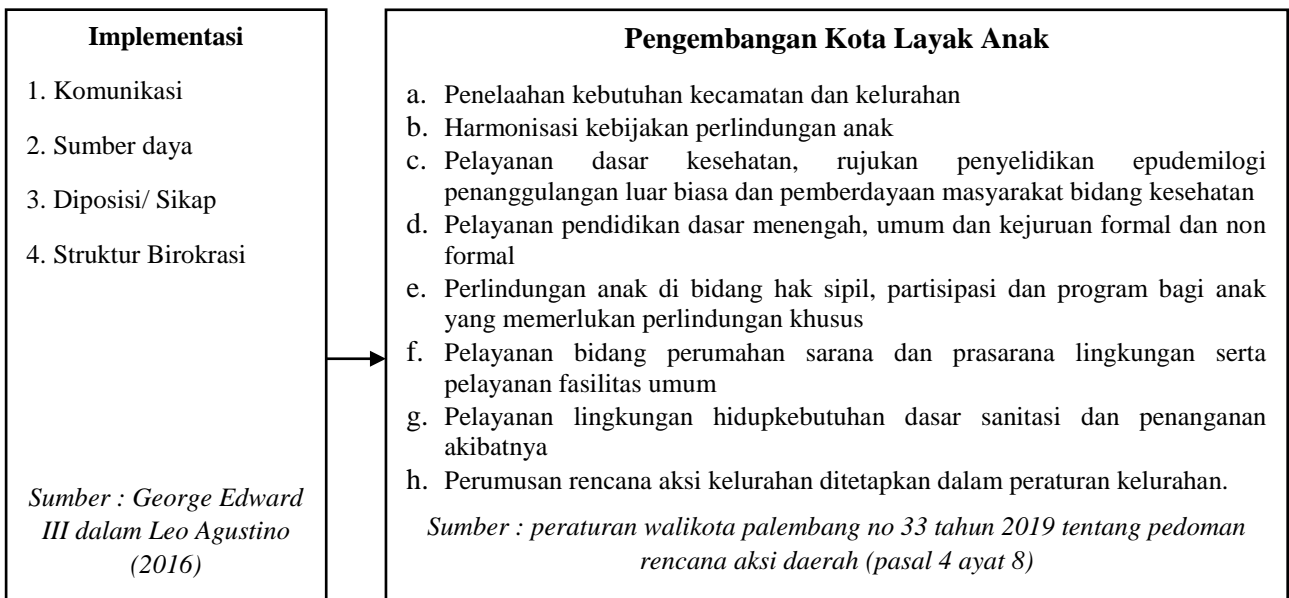 Implementasi
1. Komunikasi
2. Sumber daya
3. Diposisi/ Sikap
4. Struktur Birokrasi
Sumber : George Edward
III dalam Leo Agustino
(2016)
Pengembangan Kota Layak Anak
a. Penelaahan kebutuhan kecamatan dan kelurahan
b. Harmonisasi kebijakan perlindungan anak
c. Pelayanan dasar kesehatan, rujukan penyelidikan epudemilogi
penanggulangan luar biasa dan pemberdayaan masyarakat bidang kesehatan
d. Pelayanan pendidikan dasar menengah, umum dan kejuruan formal dan non
formal
e. Perlindungan anak di bidang hak sipil, partisipasi dan program bagi anak
yang memerlukan perlindungan khusus
f. Pelayanan bidang perumahan sarana dan prasarana lingkungan serta
pelayanan fasilitas umum
g. Pelayanan lingkungan hidupkebutuhan dasar sanitasi dan penanganan
akibatnya
h. Perumusan rencana aksi kelurahan ditetapkan dalam peraturan kelurahan.
Sumber : peraturan walikota palembang no 33 tahun 2019 tentang pedoman
rencana aksi daerah (pasal 4 ayat 8)